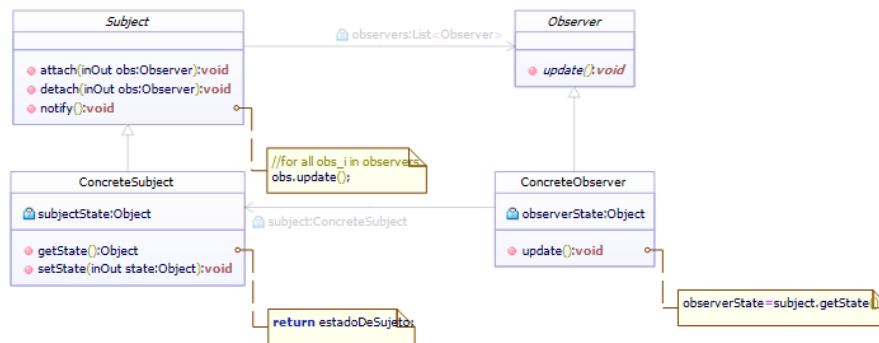 Subject
Observer
observers:List<Observer>
attach(inOut obs:Observer):void
detach(inOut obs:Observer):void
notify():void
update():void
//for all obs_i in observers
obs.update();
ConcreteSubject
ConcreteObserver
subjectState:Object
subject:ConcreteSubject
observerState:Object
getState():Object
setState(inOut state:Object):void
update():void
observerState=subject.getState()
return estadoDeSujeto;